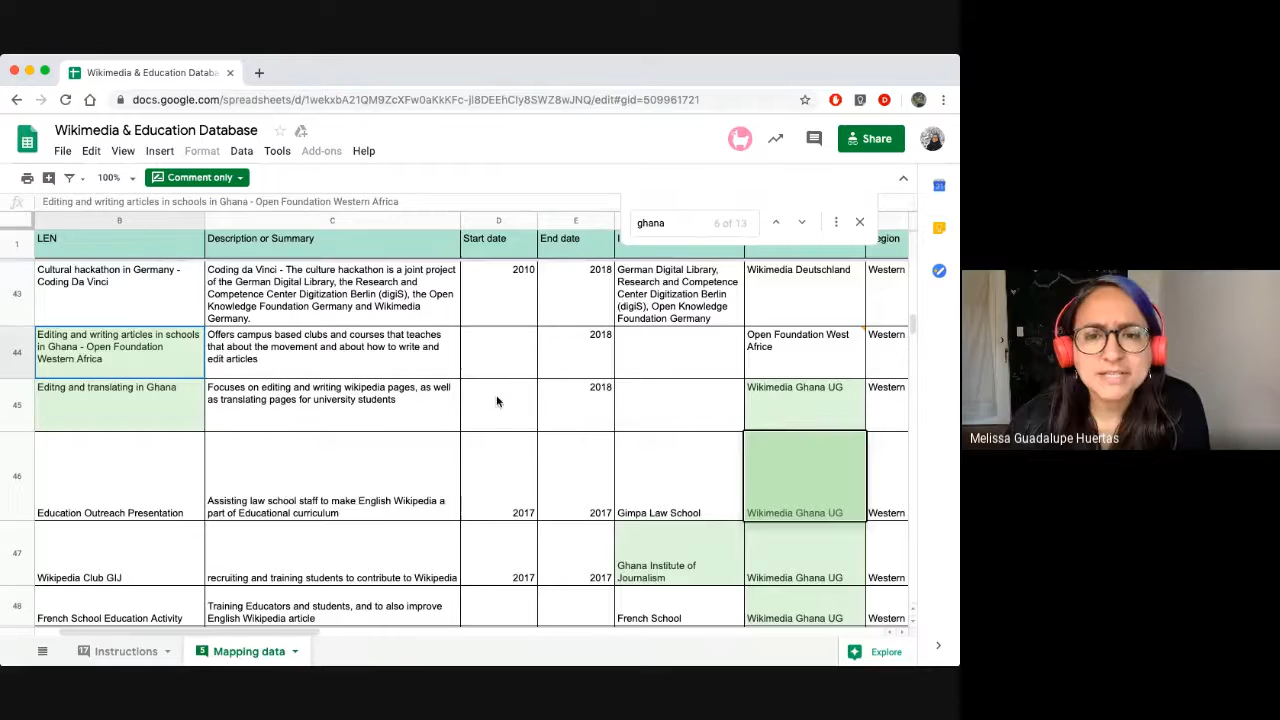 Wikimedia & Education Databa
docs.google.com/spreadsheets/d/1wekxbA21QM9ZcXFw0aKkKFc-jI8DEEhCIy8SWZ8wJNQ/edit#gid=509961721
Wikimedia & Education Database
Share
File Edit View Insert Format Data Tools Add-ons Help
100% Comment only
Editing and writing articles in schools in Ghana - Open Foundation Western Africa
ghana 6 of 13
B C D E
1 LEN Description or Summary Start date End date egion
43 Cultural hackathon in Germany -
Coding Da Vinci
Coding da Vinci - The culture hackathon is a joint project
of the German Digital Library, the Research and
Competence Center Digitization Berlin (digiS), the Open
Knowledge Foundation Germany and Wikimedia
Germany.
2010 2018
German Digital Library,
Research and
Competence Center
Digitization Berlin
(digiS), Open
Knowledge Foundation
Germany
Wikimedia Deutschland
Western
44 Editing and writing articles in schools
in Ghana - Open Foundation
Western Africa
Offers campus based clubs and courses that teaches
that about the movement and about how to write and
edit articles
2018
Open Foundation West
Africa
Western
45 Editng and translating in Ghana
Focuses on editing and writing wikipedia pages, as well
as translating pages for university students
2018
Wikimedia Ghana UG
Western
46 Education Outreach Presentation
Assisting law school staff to make English Wikipedia a
part of Educational curriculum
2017 2017
Gimpa Law School
Wikimedia Ghana UG
Western
47 Wikipedia Club GIJ
recruiting and training students to contribute to Wikipedia
2017 2017
Ghana Institute of
Journalism
Wikimedia Ghana UG
Western
48 French School Education Activity
Training Educators and students, and to also improve
English Wikipedia article
French School
Wikimedia Ghana UG
Western
17 Instructions 5 Mapping data
Explore
Melissa Guadalupe Huertas